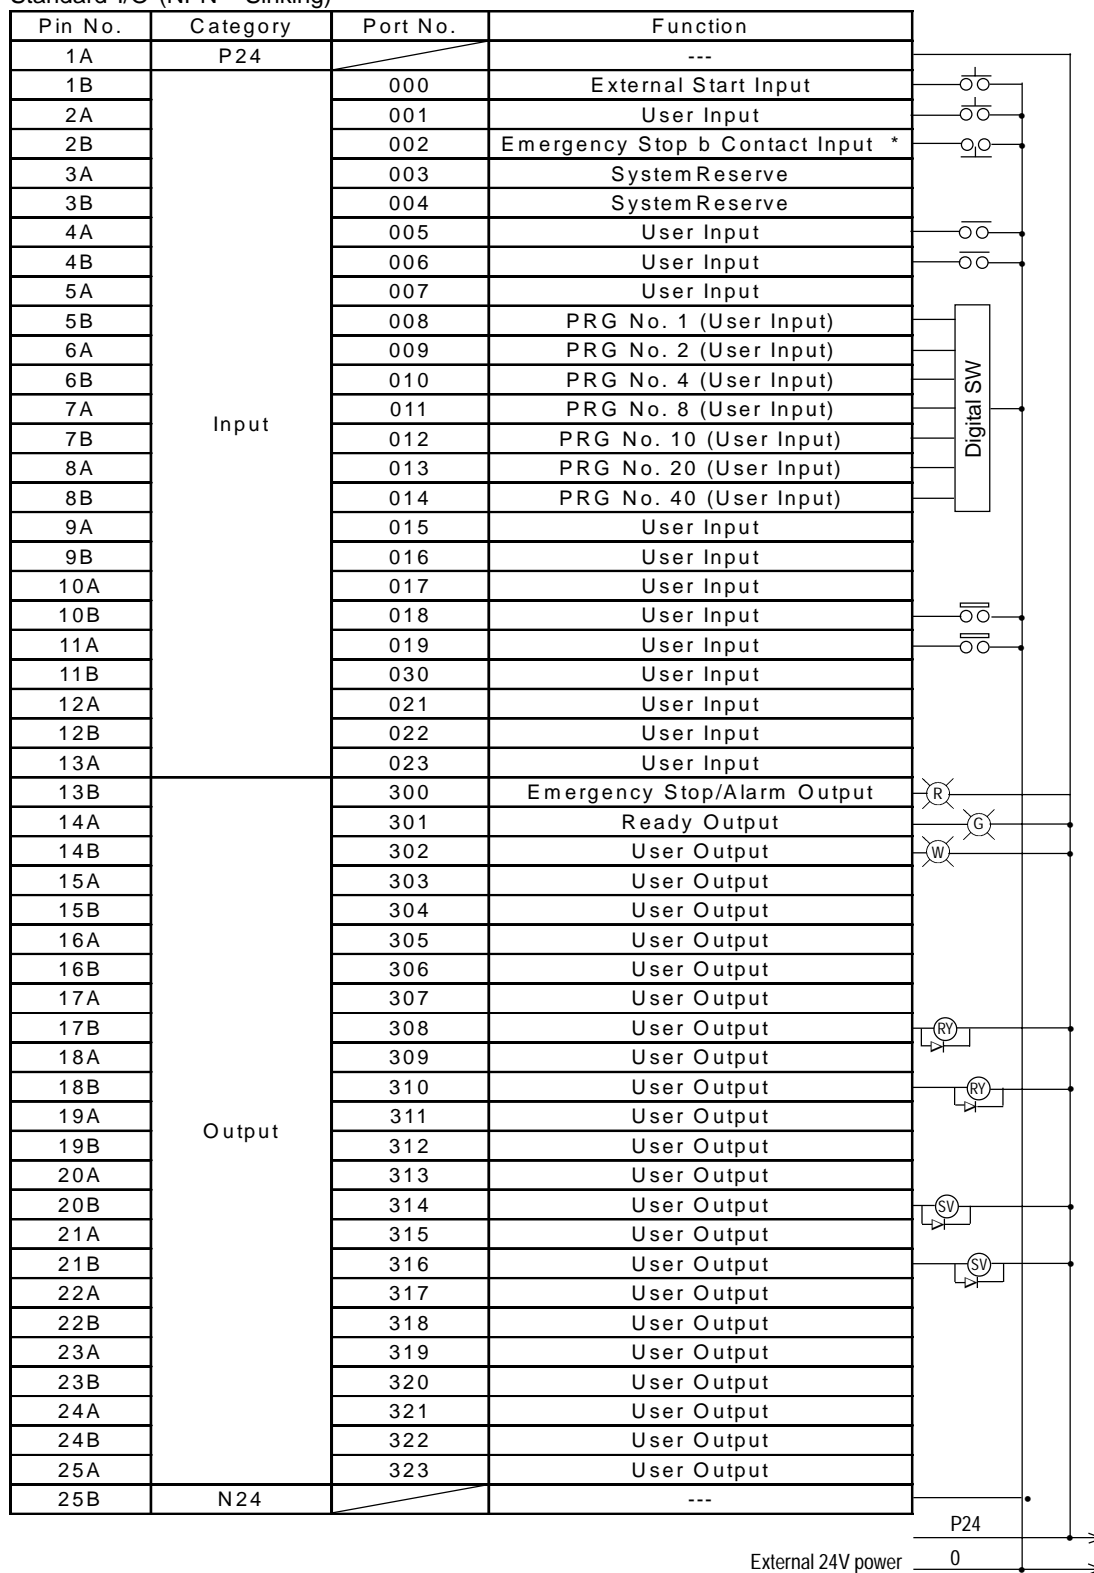 Standard I/O (NPN - Sinking)
Pin No. Category Port No. Function
1A P24 ---
1B 000 External Start Input
2A 001 User Input
2B 002 Emergency Stop b Contact Input *
3A 003 System Reserve
3B 004 System Reserve
4A 005 User Input
4B 006 User Input
5A 007 User Input
5B 008 PRG No. 1 (User Input)
6A 009 PRG No. 2 (User Input)
6B 010 PRG No. 4 (User Input)
7A 011 PRG No. 8 (User Input)
Input
Digital SW
7B 012 PRG No. 10 (User Input)
8A 013 PRG No. 20 (User Input)
8B 014 PRG No. 40 (User Input)
9A 015 User Input
9B 016 User Input
10A 017 User Input
10B 018 User Input
11A 019 User Input
11B 030 User Input
12A 021 User Input
12B 022 User Input
13A 023 User Input
13B 300 Emergency Stop/Alarm Output R
14A 301 Ready Output G
14B 302 User Output W
15A 303 User Output
15B 304 User Output
16A 305 User Output
16B 306 User Output
17A 307 User Output
17B 308 User Output RY
18A 309 User Output
18B 310 User Output RY
19A 311 User Output
Output
19B 312 User Output
20A 313 User Output
20B 314 User Output SV
21A 315 User Output
21B 316 User Output SV
22A 317 User Output
22B 318 User Output
23A 319 User Output
23B 320 User Output
24A 321 User Output
24B 322 User Output
25A 323 User Output
25B N24 ---
P24
External 24V power 0